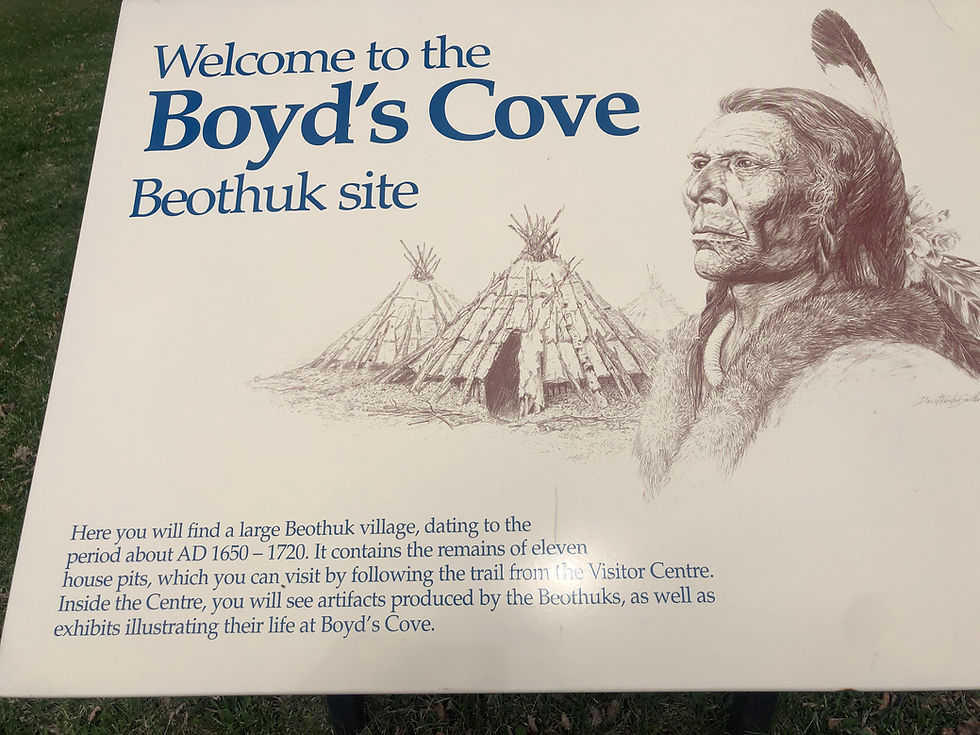 Welcome to the
Boyd's Cove
Beothuk site
Here you will find a large Beothuk village, dating to the
period about AD 1650 – 1720. It contains the remains of eleven
house pits, which you can visit by following the trail from the Visitor Centre.
Inside the Centre, you will see artifacts produced by the Beothuks, as well as
exhibits illustrating their life at Boyd's Cove.